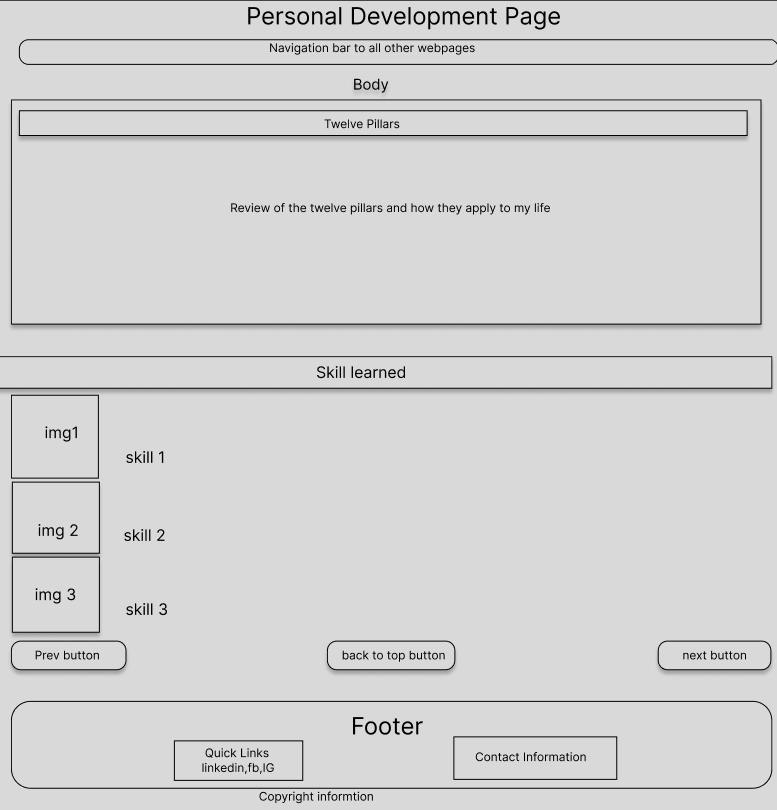 Personal Development Page
Navigation bar to all other webpages
Body
Twelve Pillars
Review of the twelve pillars and how they apply to my life
Skill learned
img1
skill 1
img 2
skill 2
img 3
skill 3
Prev button
back to top button
next button
Footer
Quick Links
linkedin,fb,IG
Contact Information
Copyright informtion